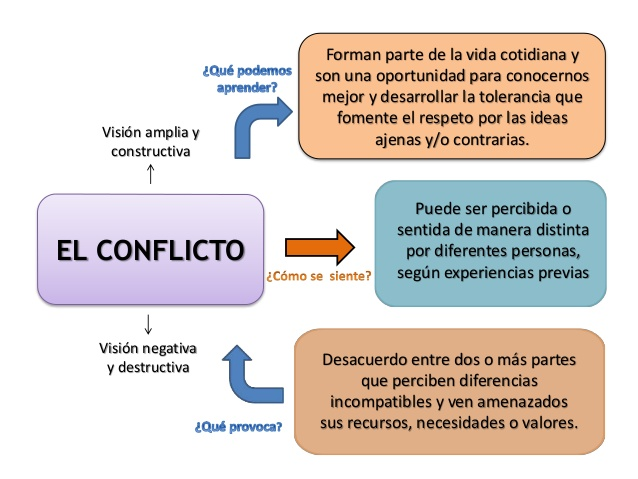 ¿Qué podemos
aprender?
Forman parte de la vida cotidiana y
son una oportunidad para conocernos
mejor y desarrollar la tolerancia que
fomente el respeto por las ideas
ajenas y/o contrarias.
Visión amplia y
constructiva
EL CONFLICTO
¿Cómo se siente?
Puede ser percibida o
sentida de manera distinta
por diferentes personas,
según experiencias previas
Visión negativa
y destructiva
¿Qué provoca?
Desacuerdo entre dos o más partes
que perciben diferencias
incompatibles y ven amenazados
sus recursos, necesidades o valores.